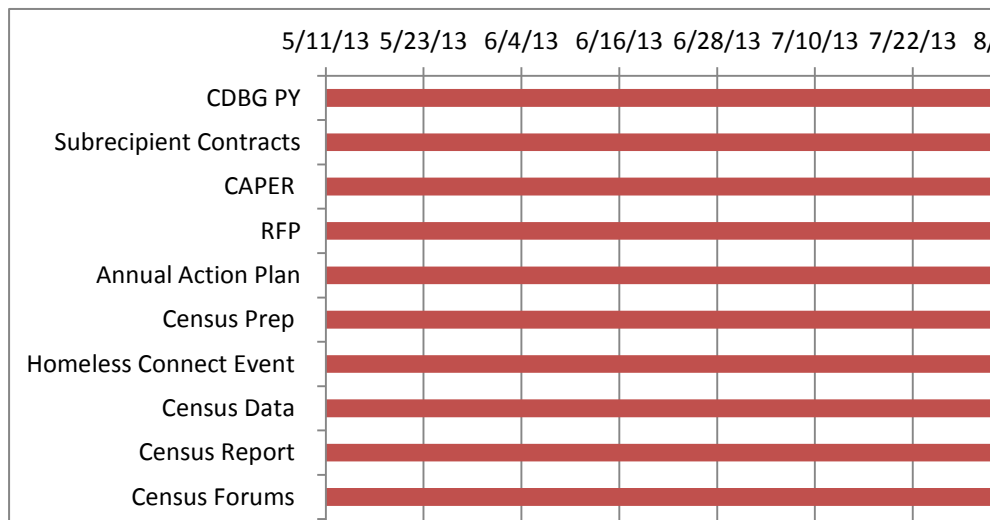 5/11/13 5/23/13 6/4/13 6/16/13 6/28/13 7/10/13 7/22/13 8/
CDBG PY
Subrecipient Contracts
CAPER
RFP
Annual Action Plan
Census Prep
Homeless Connect Event
Census Data
Census Report
Census Forums